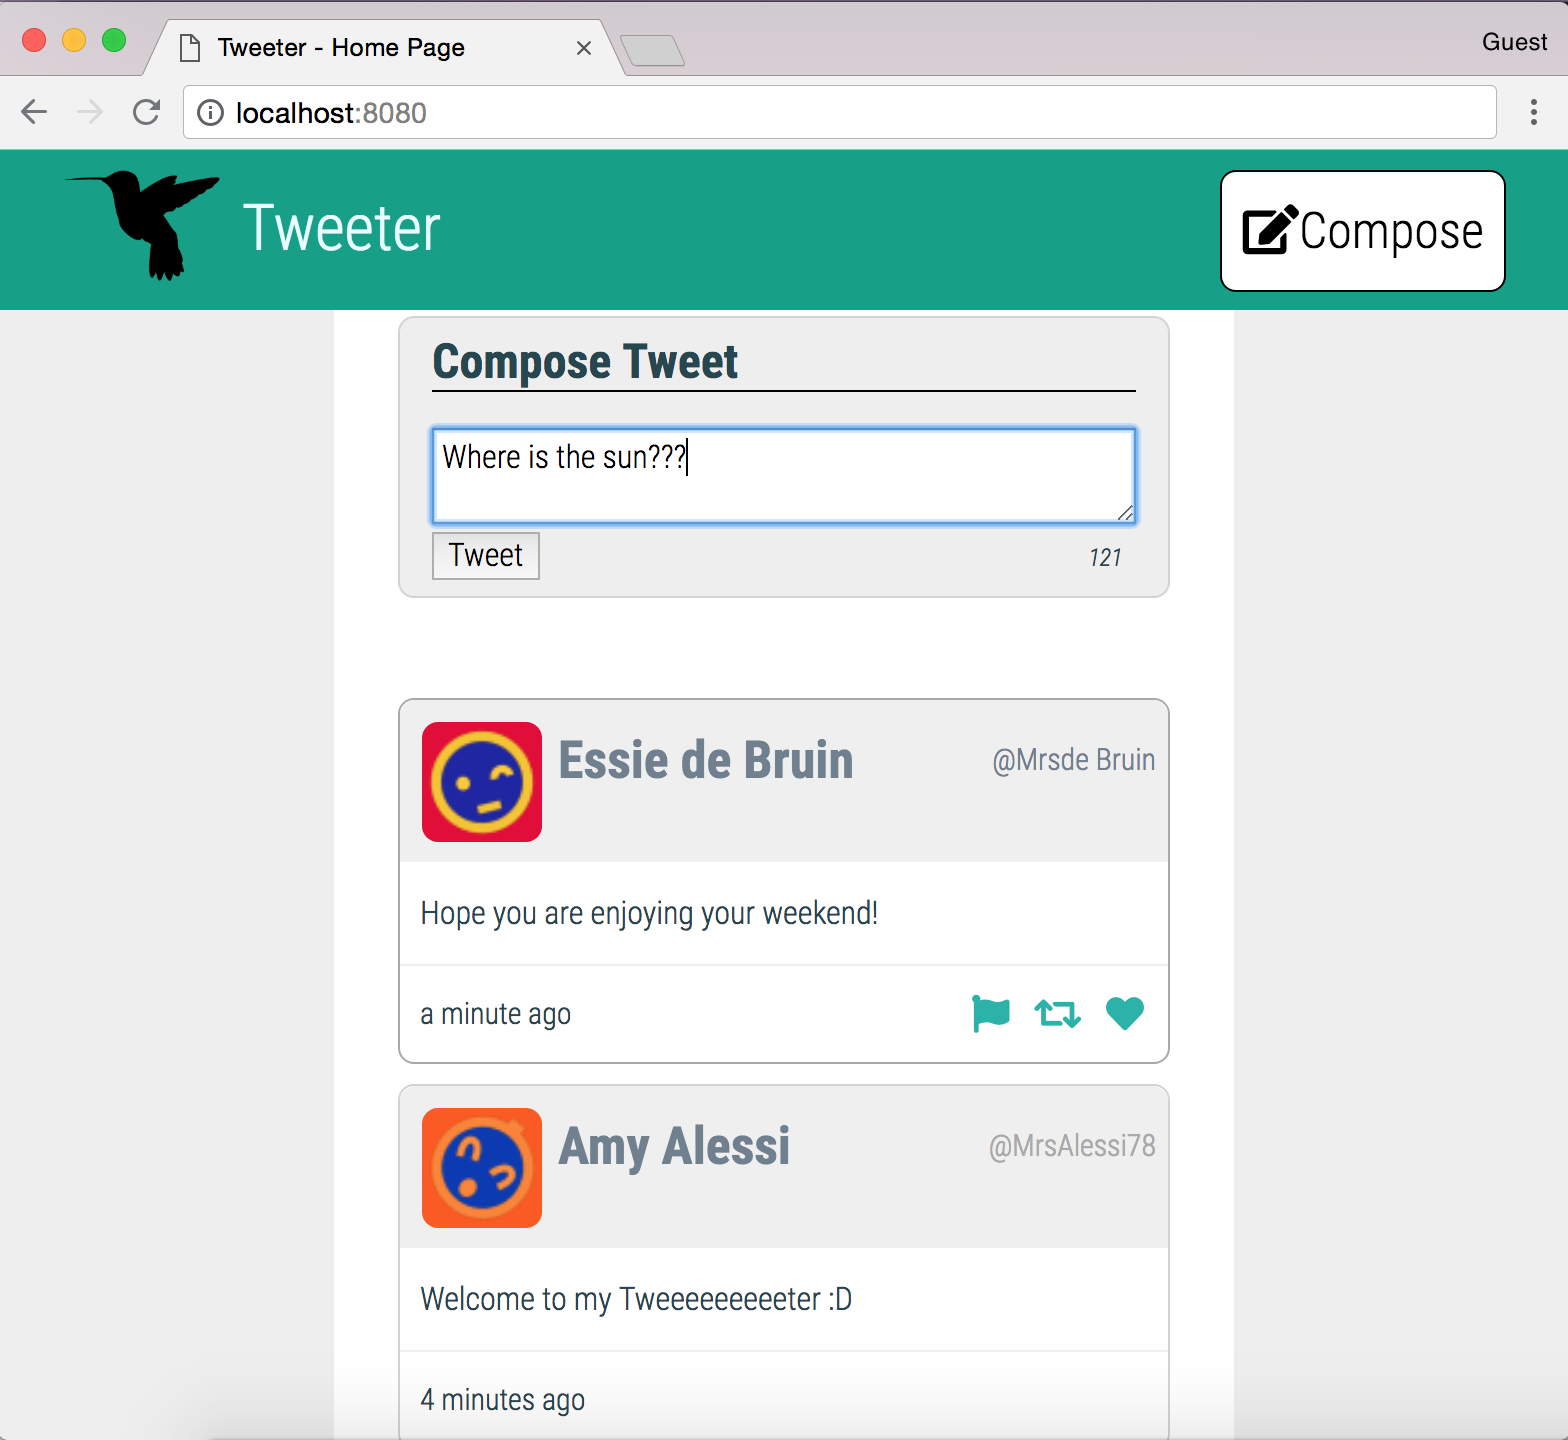 Tweeter - Home Page
Guest
localhost:8080
Tweeter
Compose
Compose Tweet
Where is the sun???
Tweet
121
Essie de Bruin
@Mrsde Bruin
Hope you are enjoying your weekend!
a minute ago
Amy Alessi
@MrsAlessi78
Welcome to my Tweeeeeeeeeter :D
4 minutes ago